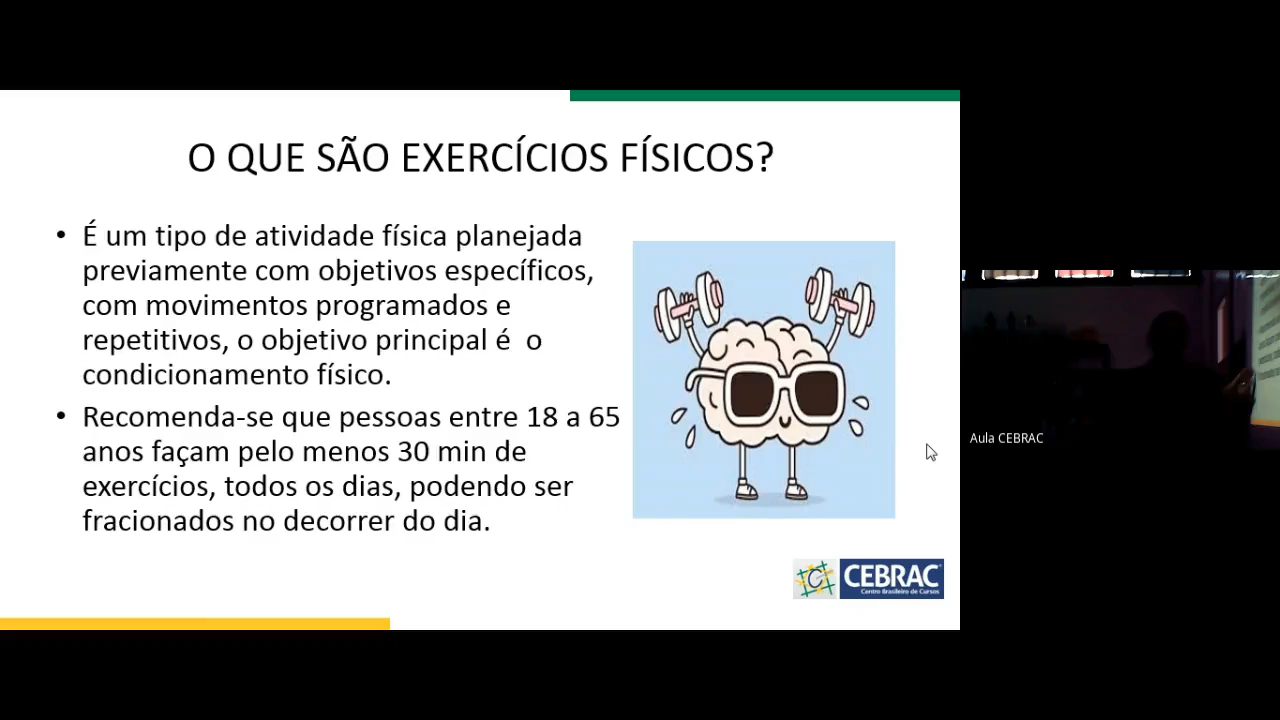 O QUE SÃO EXERCÍCIOS FÍSICOS?
• É um tipo de atividade física planejada
previamente com objetivos específicos,
com movimentos programados e
repetitivos, o objetivo principal é  o
condicionamento físico.
• Recomenda-se que pessoas entre 18 a 65
anos façam pelo menos 30 min de
exercícios, todos os dias, podendo ser
fracionados no decorrer do dia.
Aula CEBRAC
C CEBRAC
Centro Brasileiro de Cursos